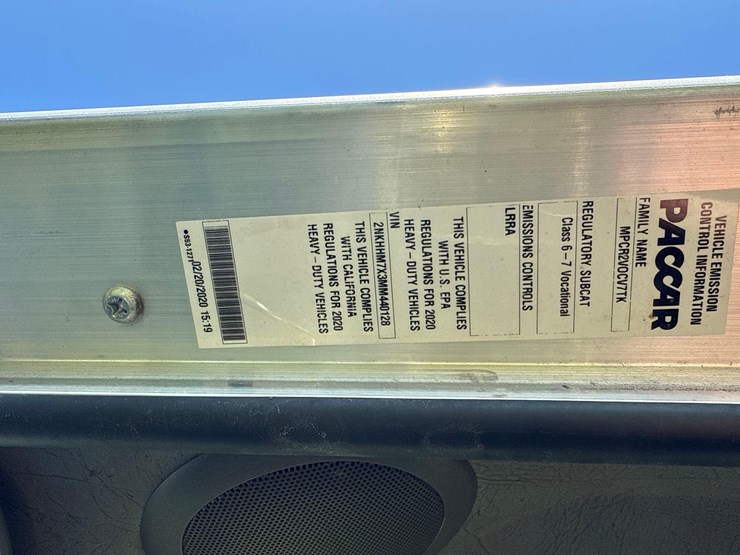 VEHICLE EMISSION
CONTROL INFORMATION
PACCAR
FAMILY NAME
MPCR2VOCV7TK
REGULATORY SUBCAT
Class 6-7 Vocational
EMISSIONS CONTROLS
LRRA
THIS VEHICLE COMPLIES
WITH U.S. EPA
REGULATIONS FOR 2020
HEAVY-DUTY VEHICLES
VIN
2NKHHM7X3MM440128
THIS VEHICLE COMPLIES
WITH CALIFORNIA
REGULATIONS FOR 2020
HEAVY-DUTY VEHICLES
02/20/2020 15:19